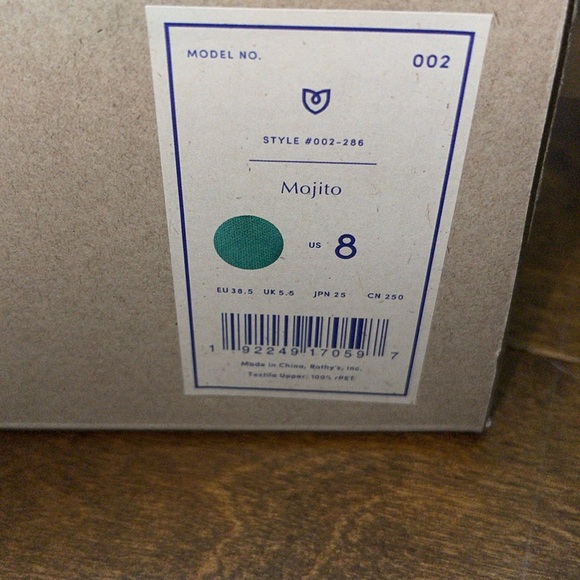 MODEL NO. 002
STYLE #002-286
Mojito
US 8
EU 38.5 UK 5.5 JPN 25 CN 250
1 92249 17059 7
Made in China, Rothy's, Inc.
Textile Upper: 100% rPET